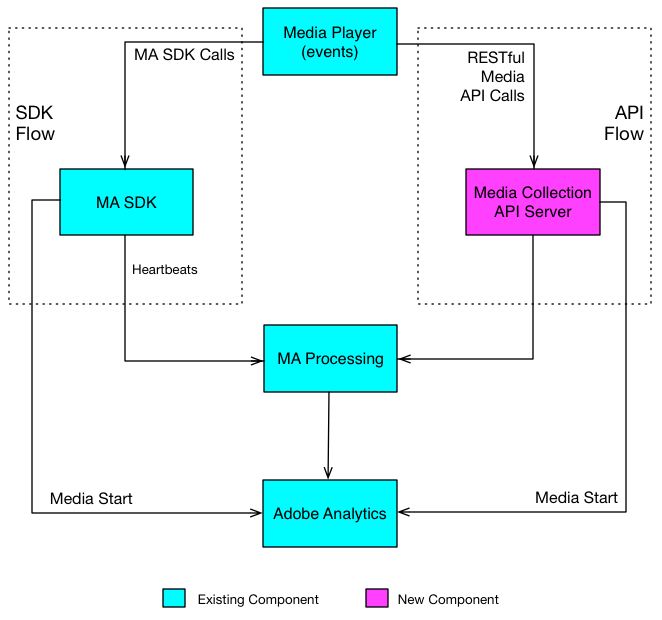 Media Player
(events)
MA SDK Calls
RESTful
Media
API Calls
SDK
Flow
API
Flow
MA SDK
Media Collection
API Server
Heartbeats
MA Processing
Media Start
Media Start
Adobe Analytics
Existing Component
New Component